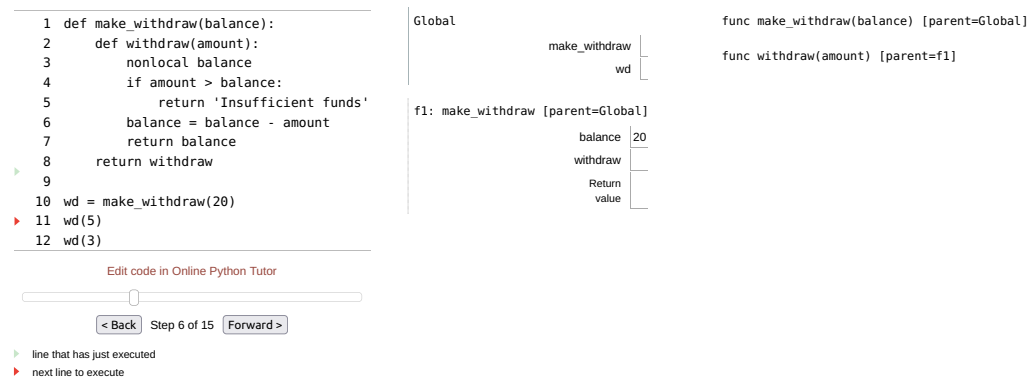 1 def make_withdraw(balance):
2     def withdraw(amount):
3         nonlocal balance
4         if amount > balance:
5             return 'Insufficient funds'
6         balance = balance - amount
7         return balance
8     return withdraw
9
10 wd = make_withdraw(20)
11 wd(5)
12 wd(3)
Edit code in Online Python Tutor
< Back Step 6 of 15 Forward >
line that has just executed
next line to execute
Global
make_withdraw
wd
f1: make_withdraw [parent=Global]
balance 20
withdraw
Return
value
func make_withdraw(balance) [parent=Global]
func withdraw(amount) [parent=f1]